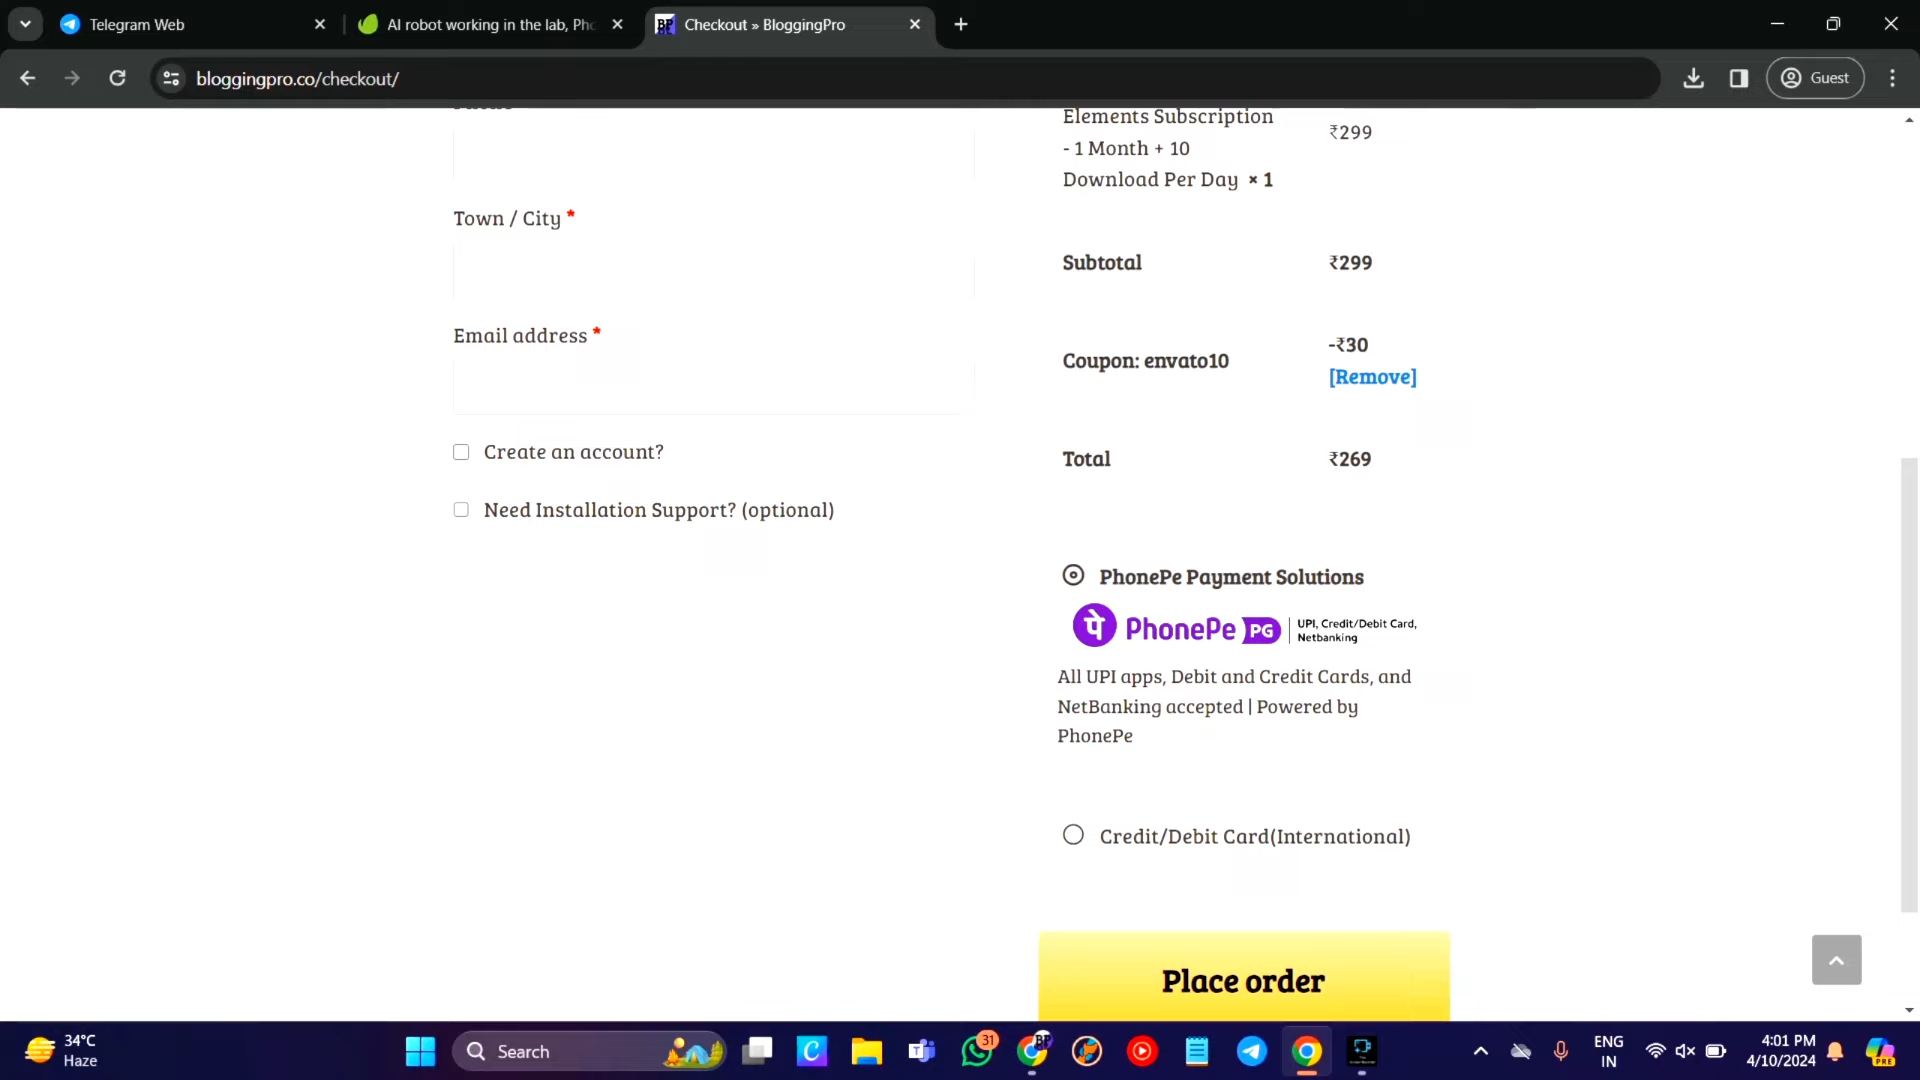 Telegram Web
AI robot working in the lab, Pho
Checkout » BloggingPro
bloggingpro.co/checkout/
Guest
Elements Subscription
- 1 Month + 10
Download Per Day × 1
₹299
Town / City *
Subtotal
₹299
Email address *
Coupon: envato10
-₹30
[Remove]
Create an account?
Total
₹269
Need Installation Support? (optional)
PhonePe Payment Solutions
पे PhonePe PG
UPI, Credit/Debit Card,
Netbanking
All UPI apps, Debit and Credit Cards, and
NetBanking accepted | Powered by
PhonePe
Credit/Debit Card(International)
Place order
34°C
Haze
Search
31
ENG
IN
4:01 PM
4/10/2024
PRE